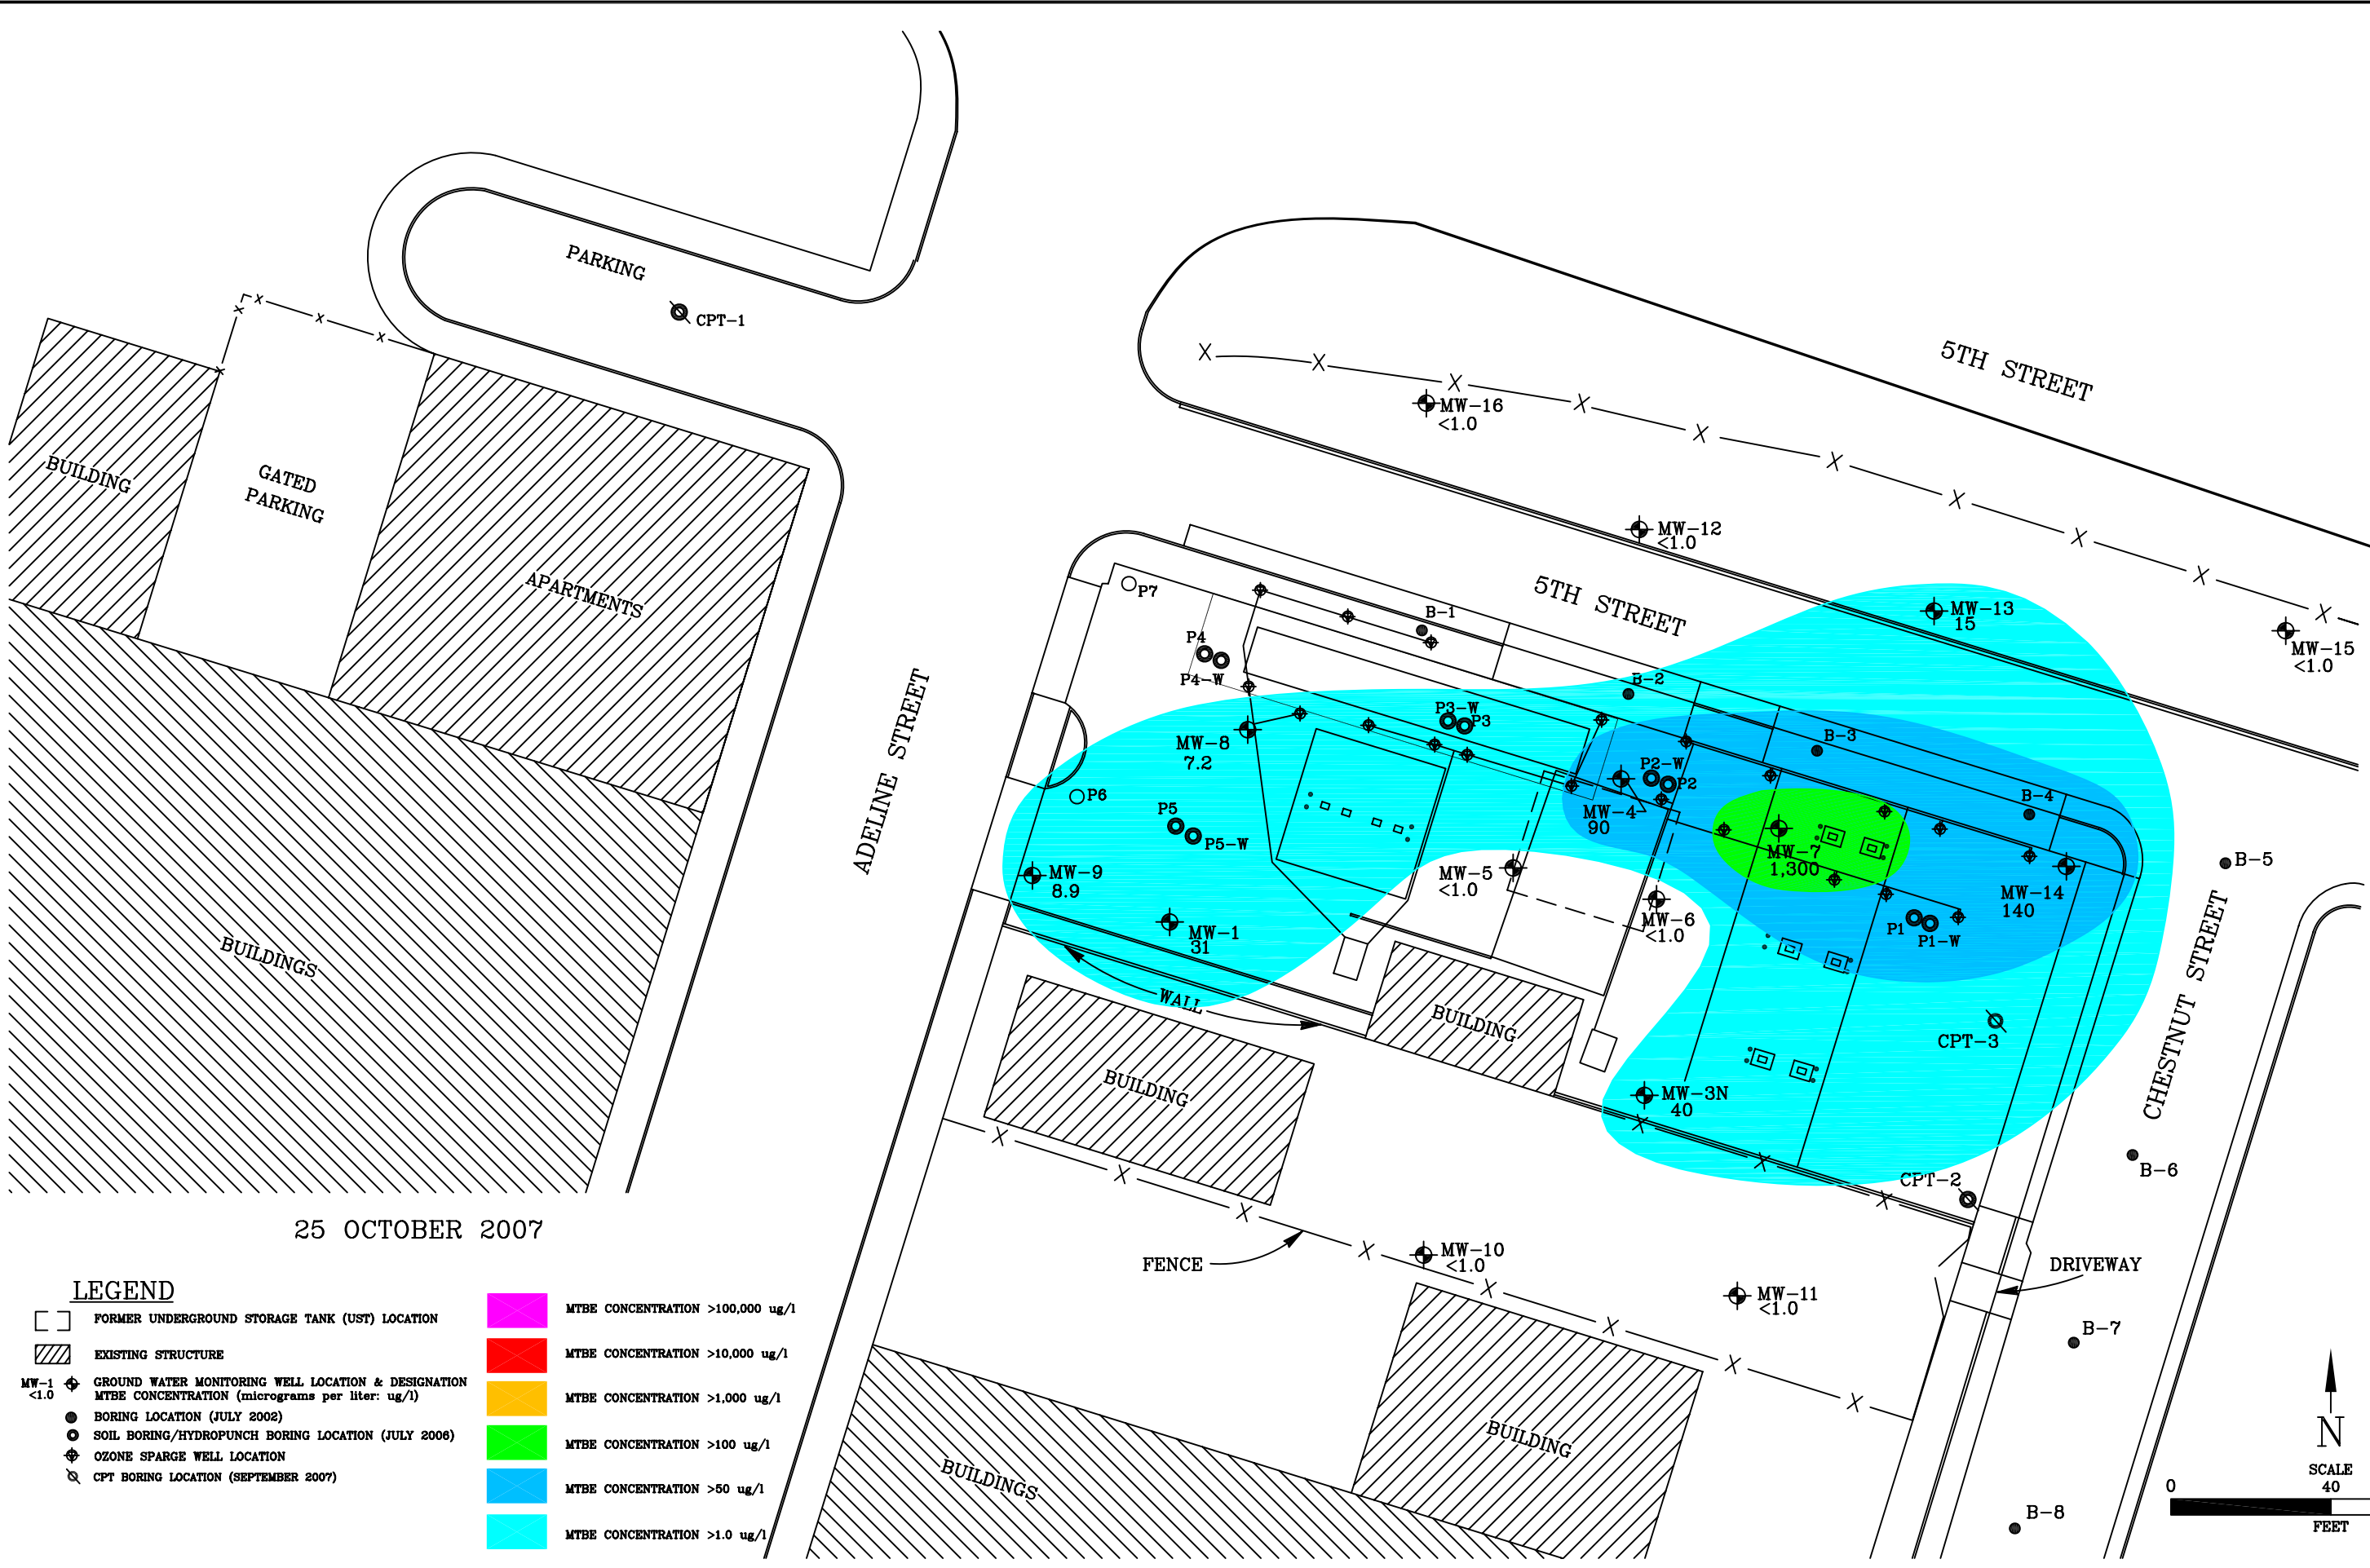 PARKING
CPT-1
5TH STREET
MW-16
<1.0
BUILDING
GATED
PARKING
APARTMENTS
MW-12
<1.0
5TH STREET
MW-13
15
MW-15
<1.0
P7
B-1
P4
P4-W
B-2
P3-W
P3
MW-8
7.2
B-3
P2-W
P2
MW-4
90
B-4
P6
P5
P5-W
ADELINE STREET
MW-7
1,300
MW-5
<1.0
MW-9
8.9
B-5
MW-14
140
MW-6
<1.0
MW-1
31
P1
P1-W
BUILDINGS
WALL
BUILDING
CPT-3
CHESTNUT STREET
BUILDING
MW-3N
40
B-6
CPT-2
25 OCTOBER 2007
FENCE
MW-10
<1.0
DRIVEWAY
MW-11
<1.0
B-7
BUILDING
BUILDINGS
B-8
LEGEND
FORMER UNDERGROUND STORAGE TANK (UST) LOCATION
EXISTING STRUCTURE
MW-1
<1.0
GROUND WATER MONITORING WELL LOCATION & DESIGNATION
MTBE CONCENTRATION (micrograms per liter: ug/l)
BORING LOCATION (JULY 2002)
SOIL BORING/HYDROPUNCH BORING LOCATION (JULY 2006)
OZONE SPARGE WELL LOCATION
CPT BORING LOCATION (SEPTEMBER 2007)
MTBE CONCENTRATION >100,000 ug/l
MTBE CONCENTRATION >10,000 ug/l
MTBE CONCENTRATION >1,000 ug/l
MTBE CONCENTRATION >100 ug/l
MTBE CONCENTRATION >50 ug/l
MTBE CONCENTRATION >1.0 ug/l
N
SCALE
0 40
FEET